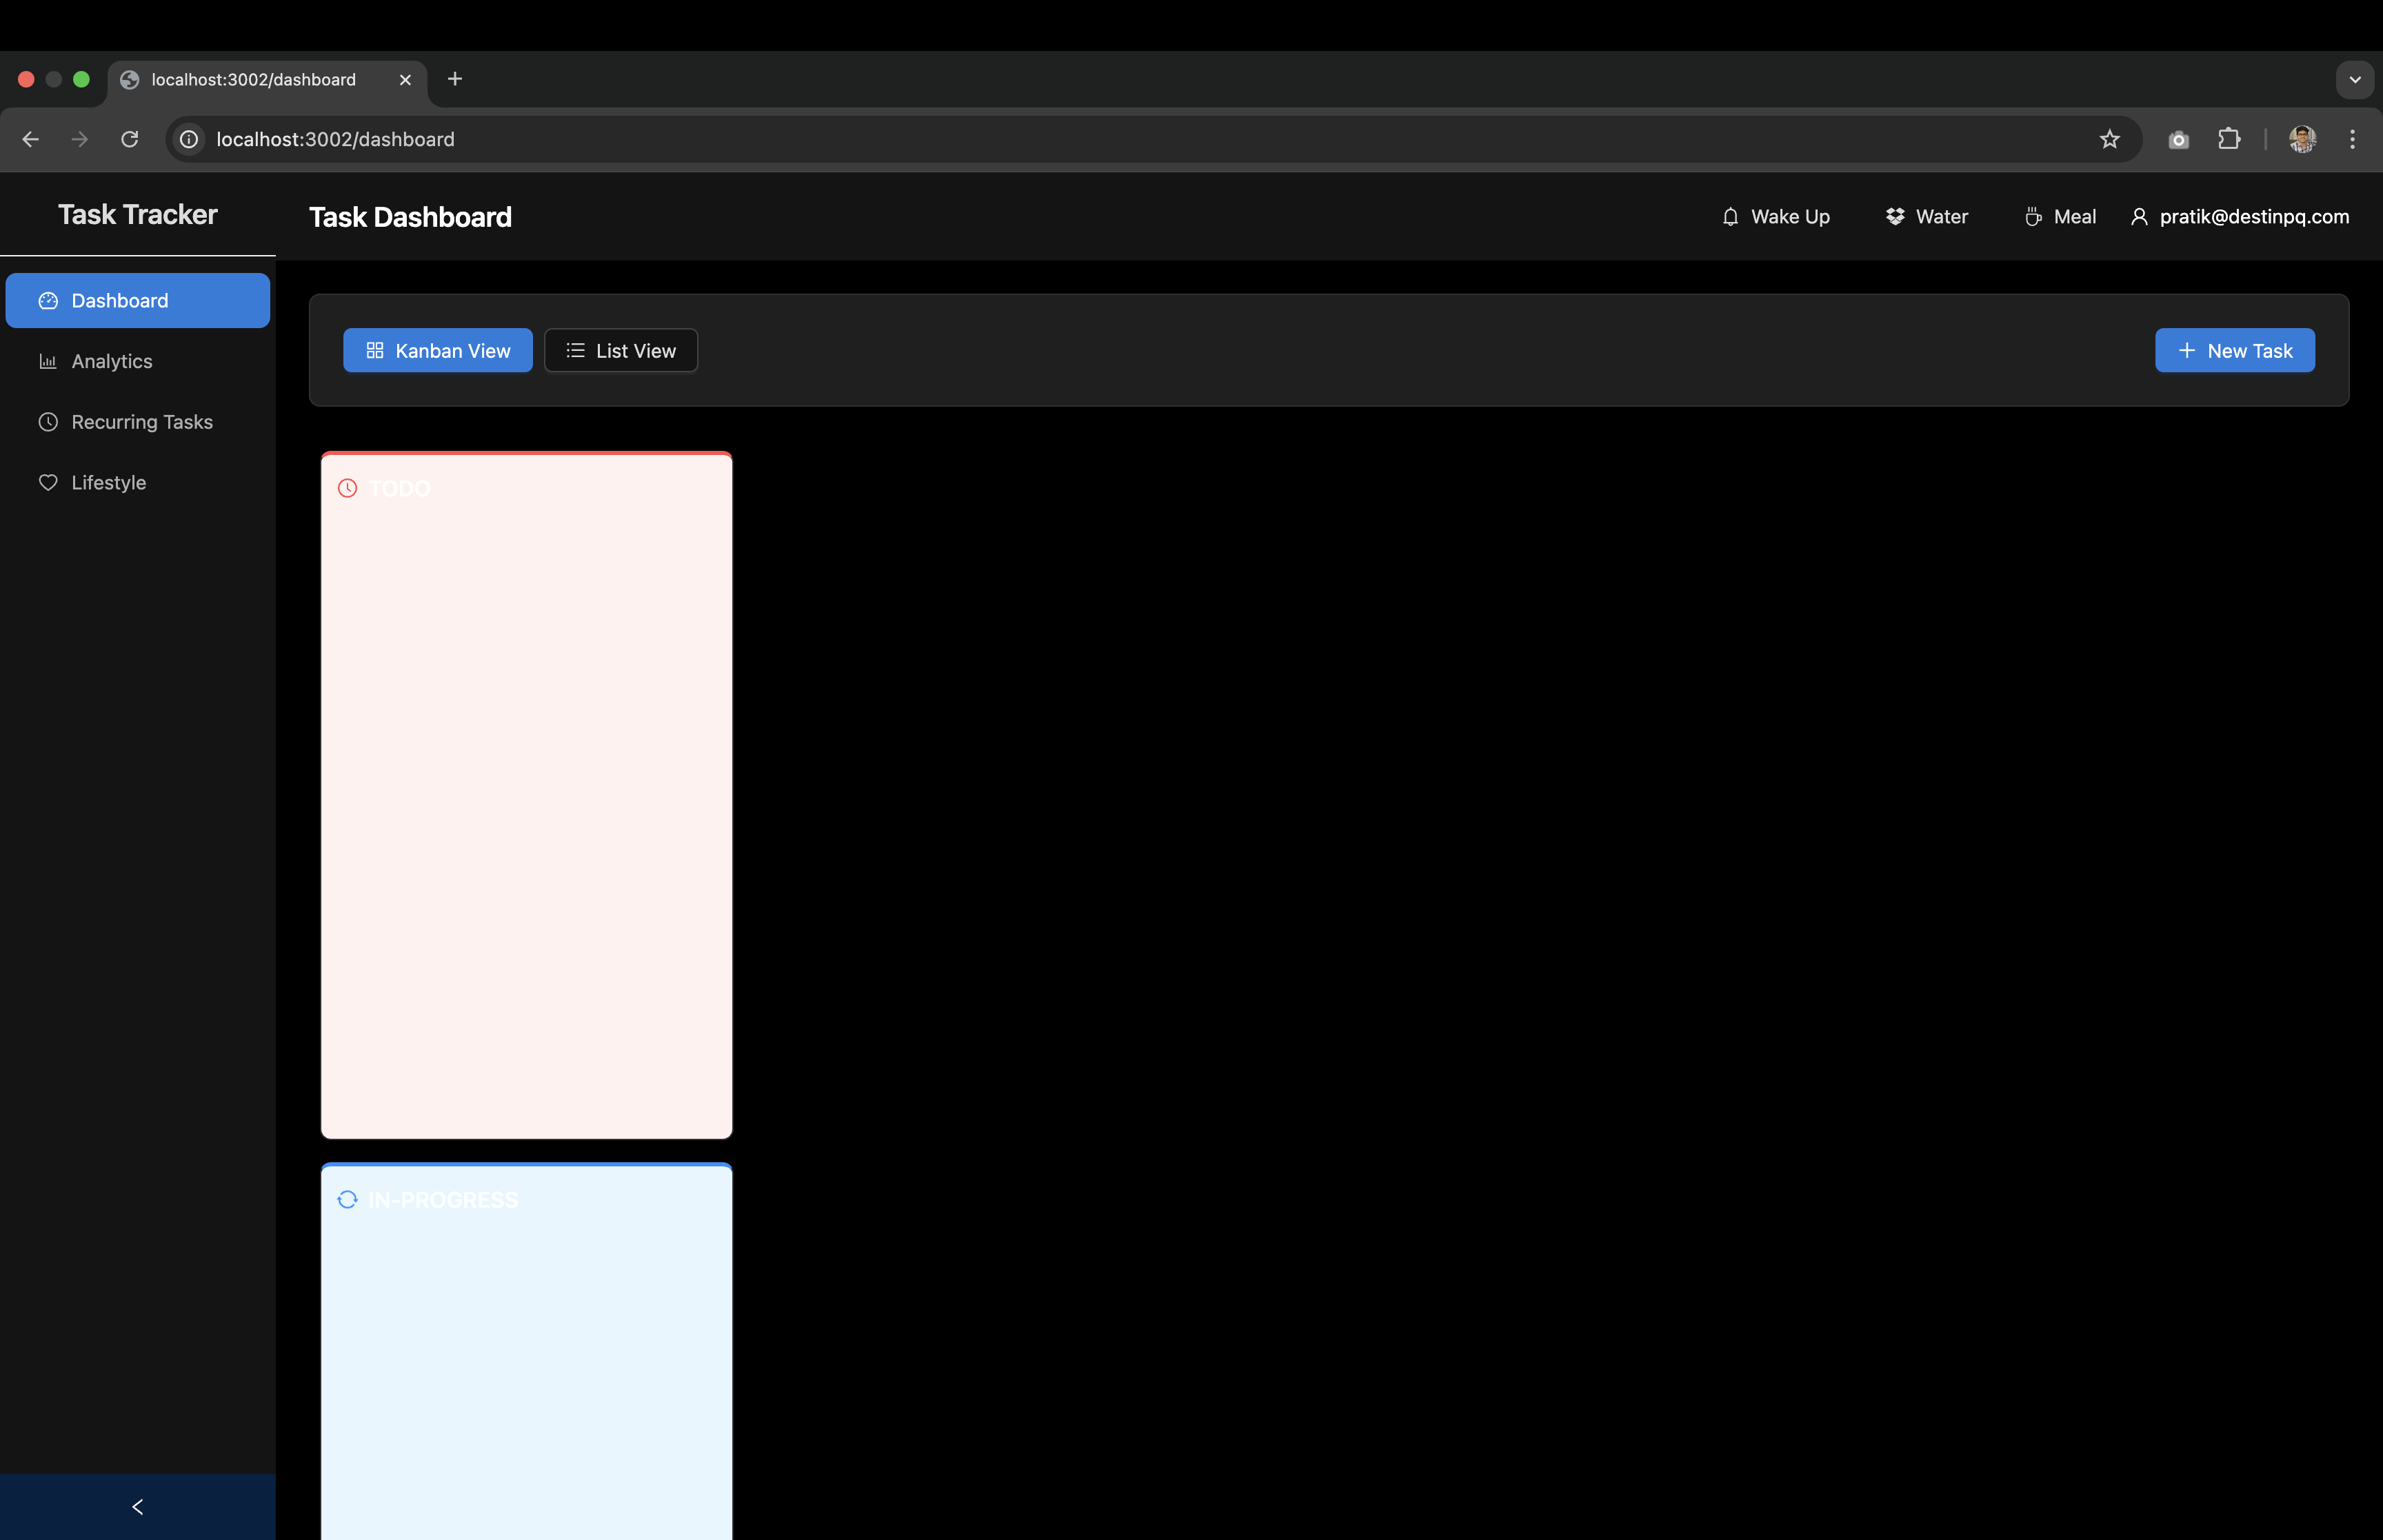 localhost:3002/dashboard
localhost:3002/dashboard
Task Tracker
Task Dashboard
Wake Up
Water
Meal
pratik@destinpq.com
Dashboard
Analytics
Recurring Tasks
Lifestyle
Kanban View
List View
New Task
TODO
IN-PROGRESS